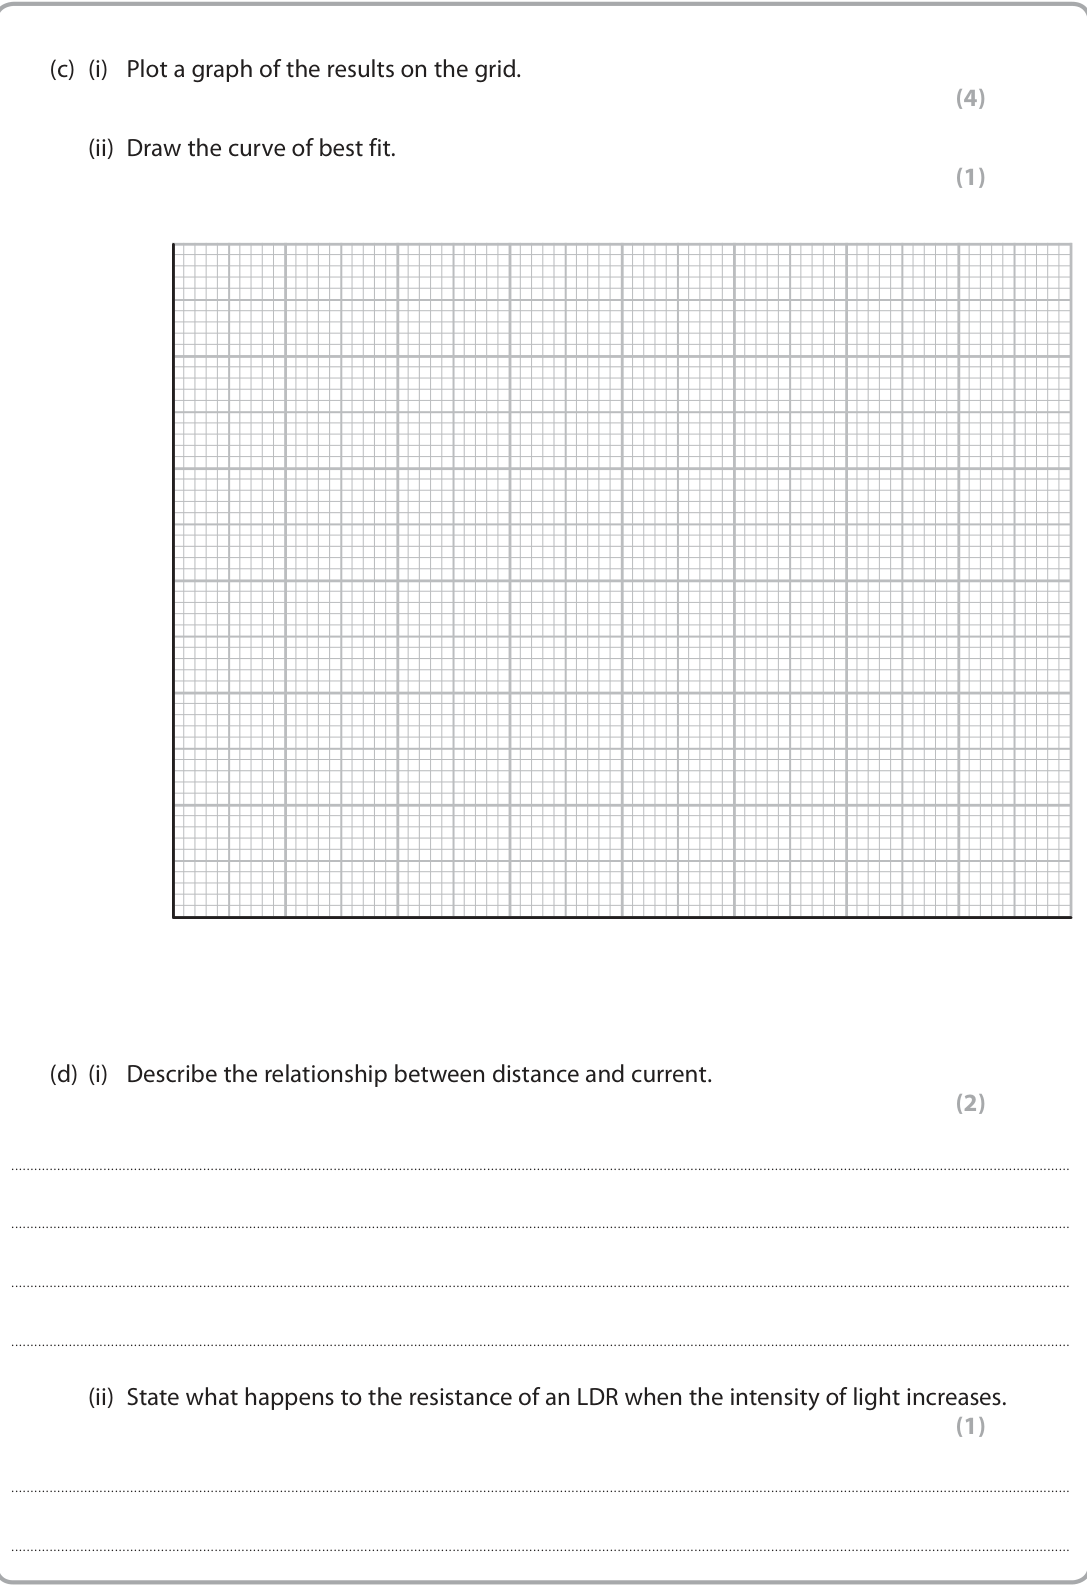 (c) (i) Plot a graph of the results on the grid.
(4)
(ii) Draw the curve of best fit.
(1)
(d) (i) Describe the relationship between distance and current.
(2)
(ii) State what happens to the resistance of an LDR when the intensity of light increases.
(1)